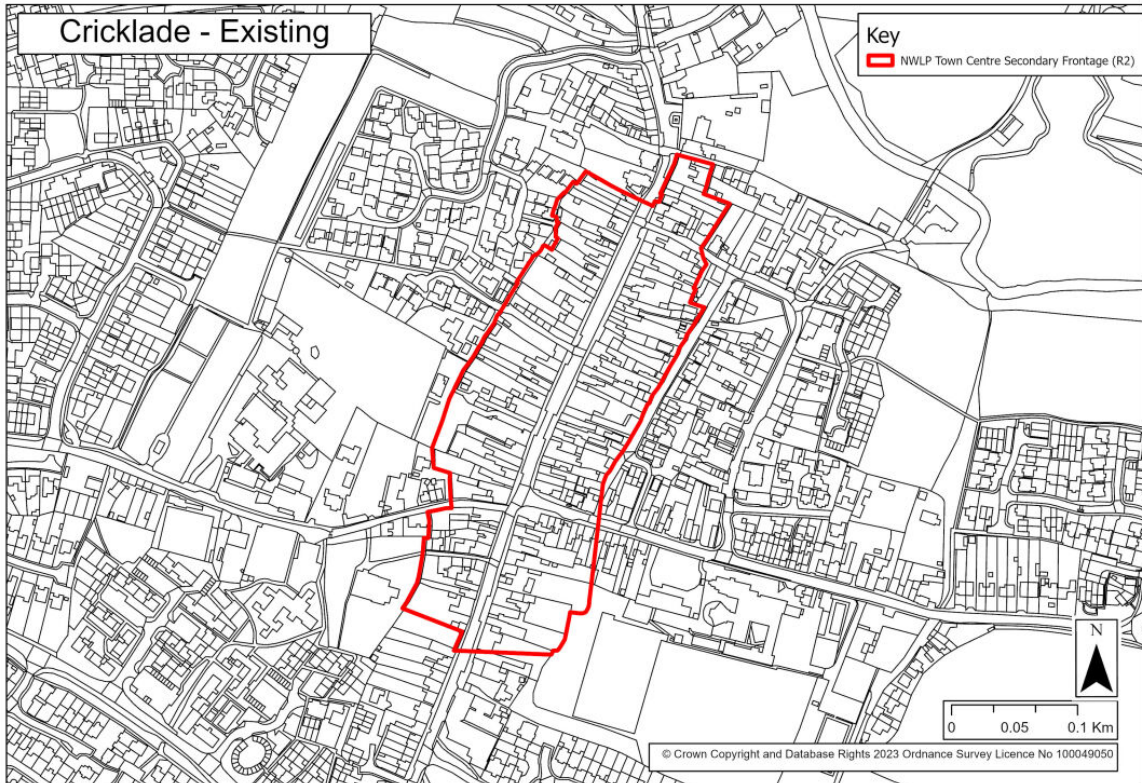 Cricklade - Existing
Key
NWLP Town Centre Secondary Frontage (R2)
N
0 0.05 0.1 Km
© Crown Copyright and Database Rights 2023 Ordnance Survey Licence No 100049050